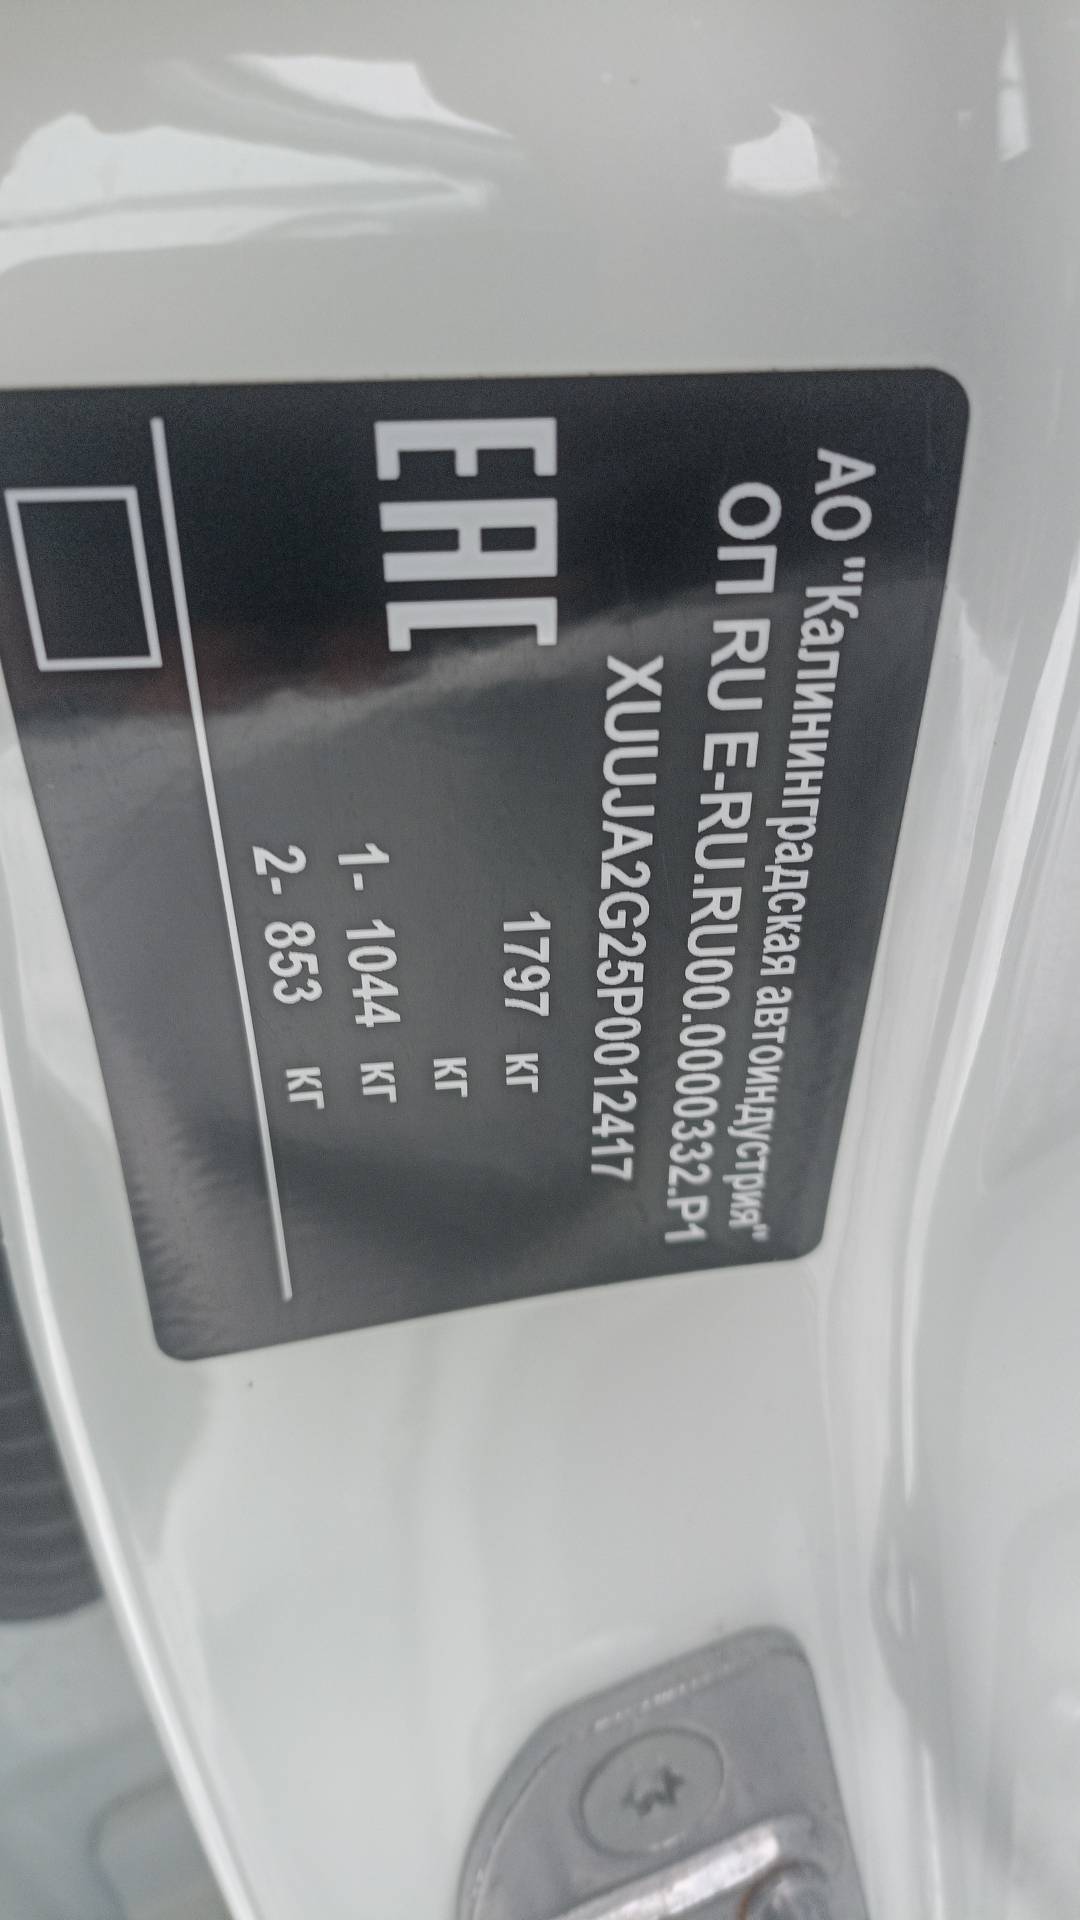 АО "Калининградская автоиндустрия"
ОП RU E-RU.RU00.0000332.P1
XUUJA2G25P0012417
EAC
1797 кг
кг
1- 1044 кг
2- 853 кг